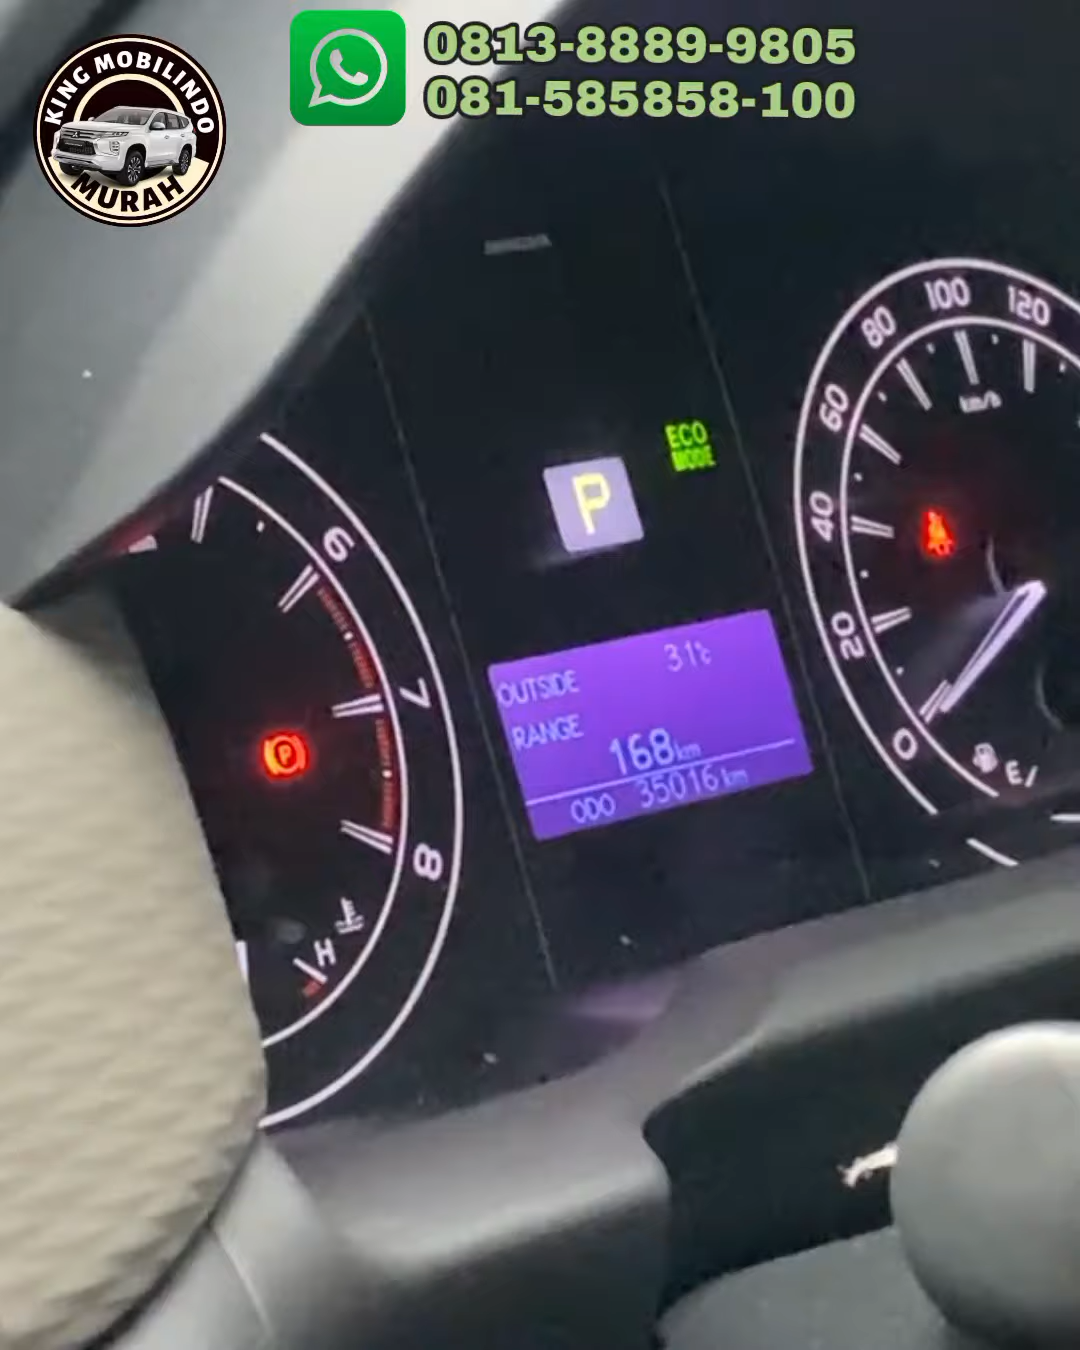 KING MOBILINDO
MURAH
0813-8889-9805
081-585858-100
80
100
120
60
km/h
ECO
MODE
P
6
40
20
OUTSIDE 31℃
7
RANGE
168km
P
0
E
ODO 35016km
8
H